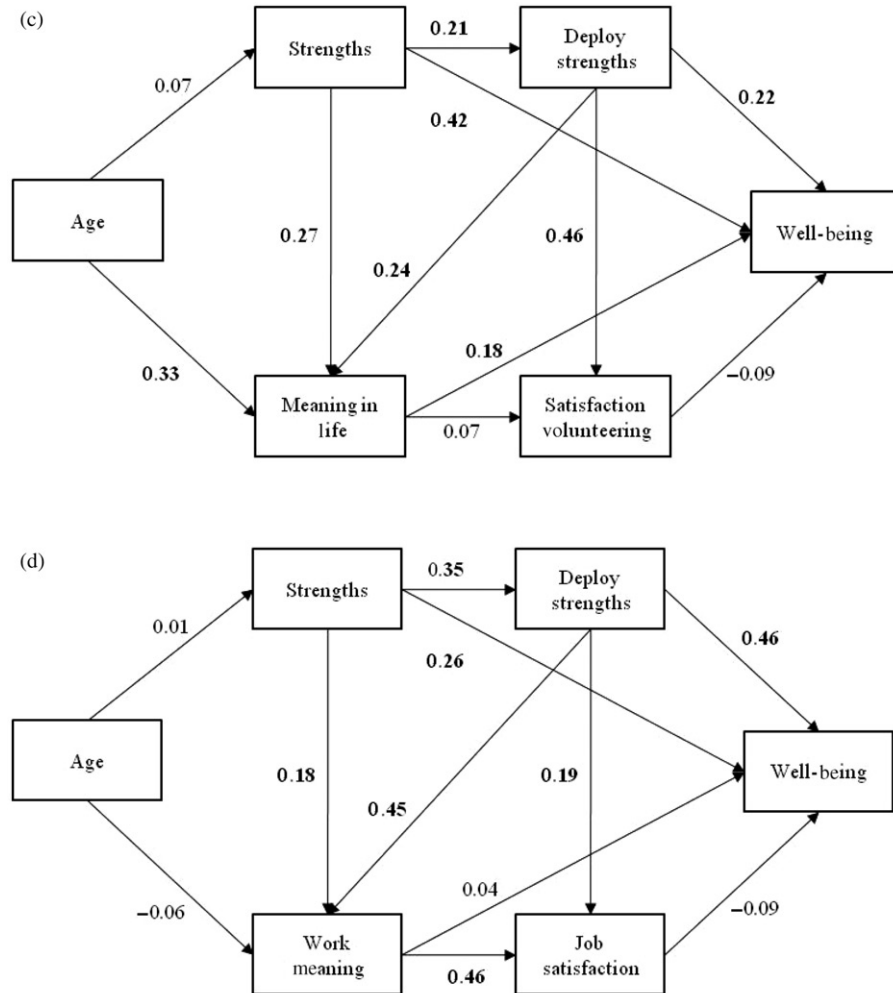 (c)
Strengths
0.21
Deploy
strengths
0.07
0.42
0.22
Age
0.27
0.24
0.46
Well-being
0.33
0.18
Meaning in
life
0.07
Satisfaction
volunteering
−0.09
(d)
Strengths
0.35
Deploy
strengths
0.01
0.26
0.46
Age
0.18
0.45
0.19
Well-being
−0.06
0.04
Work
meaning
0.46
Job
satisfaction
−0.09